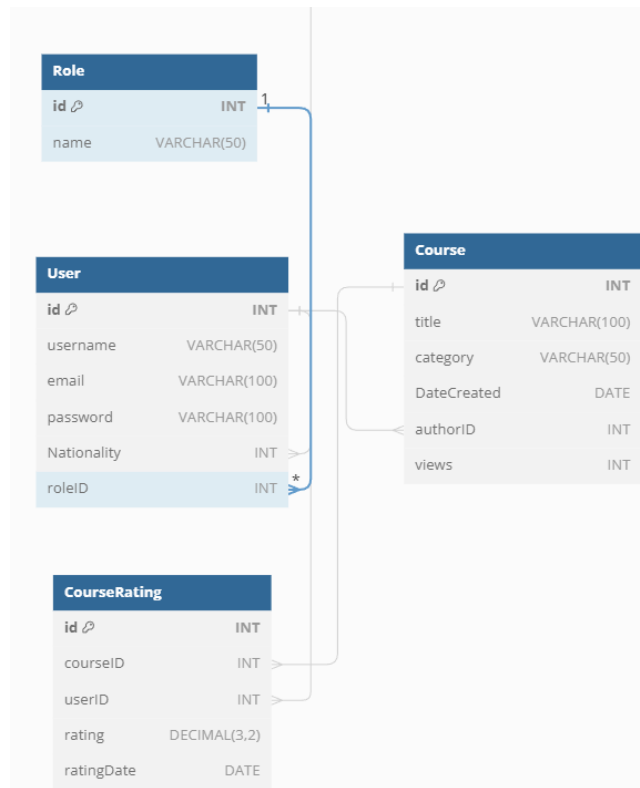 Role
id INT
name VARCHAR(50)
1
User
id INT
username VARCHAR(50)
email VARCHAR(100)
password VARCHAR(100)
Nationality INT
roleID INT
*
Course
id INT
title VARCHAR(100)
category VARCHAR(50)
DateCreated DATE
authorID INT
views INT
CourseRating
id INT
courseID INT
userID INT
rating DECIMAL(3,2)
ratingDate DATE